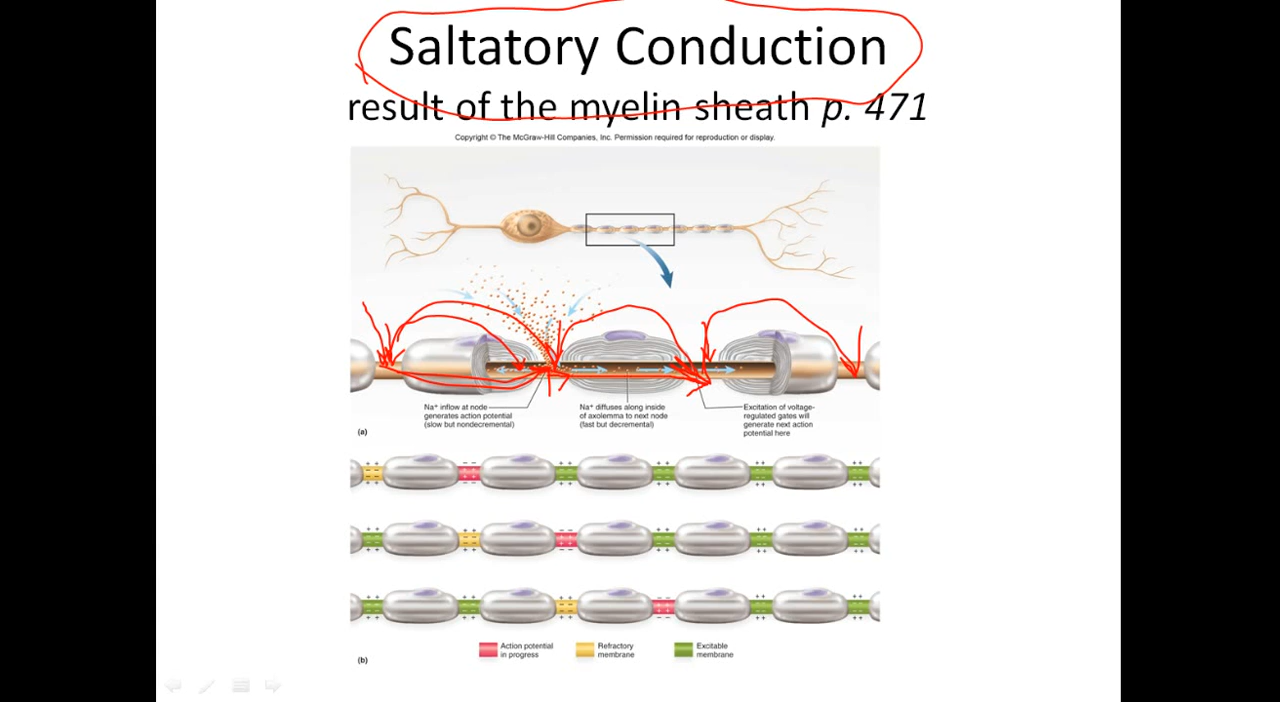 Saltatory Conduction
result of the myelin sheath p. 471
Copyright © The McGraw-Hill Companies, Inc. Permission required for reproduction or display.
Na⁺ inflow at node
generates action potential
(slow but nondecremental)
Na⁺ diffuses along inside
of axolemma to next node
(fast but decremental)
Excitation of voltage-
regulated gates will
generate next action
potential here
(a)
Action potential
in progress
Refractory
membrane
Excitable
membrane
(b)